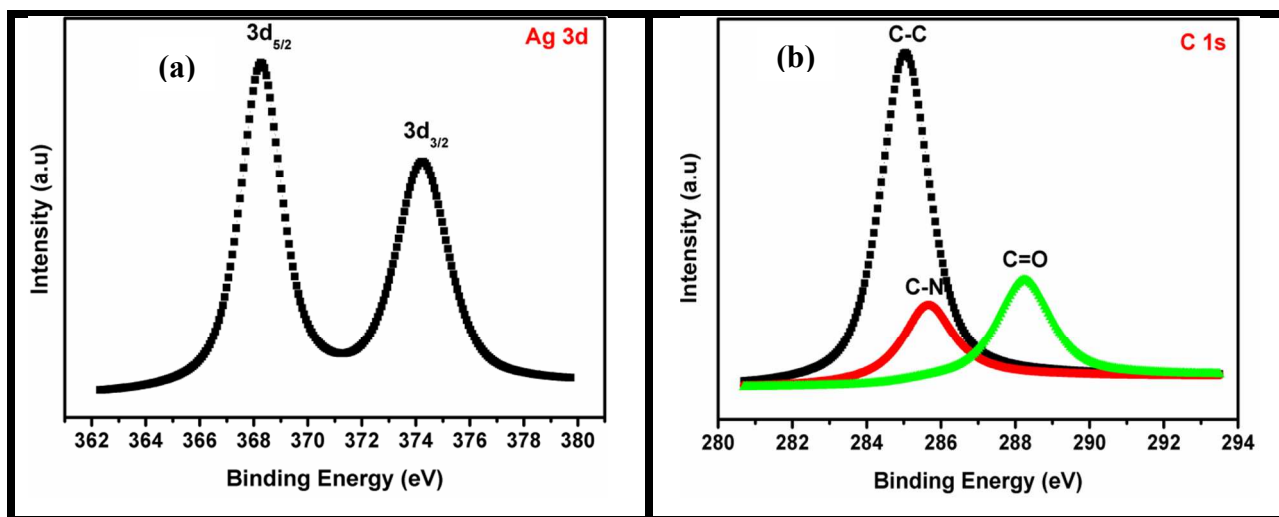 3d5/2
Ag 3d
(a)
3d3/2
Intensity (a.u)
362 364 366 368 370 372 374 376 378 380
Binding Energy (eV)
C-C
C 1s
(b)
C=O
C-N
Intensity (a.u)
280 282 284 286 288 290 292 294
Binding Energy (eV)